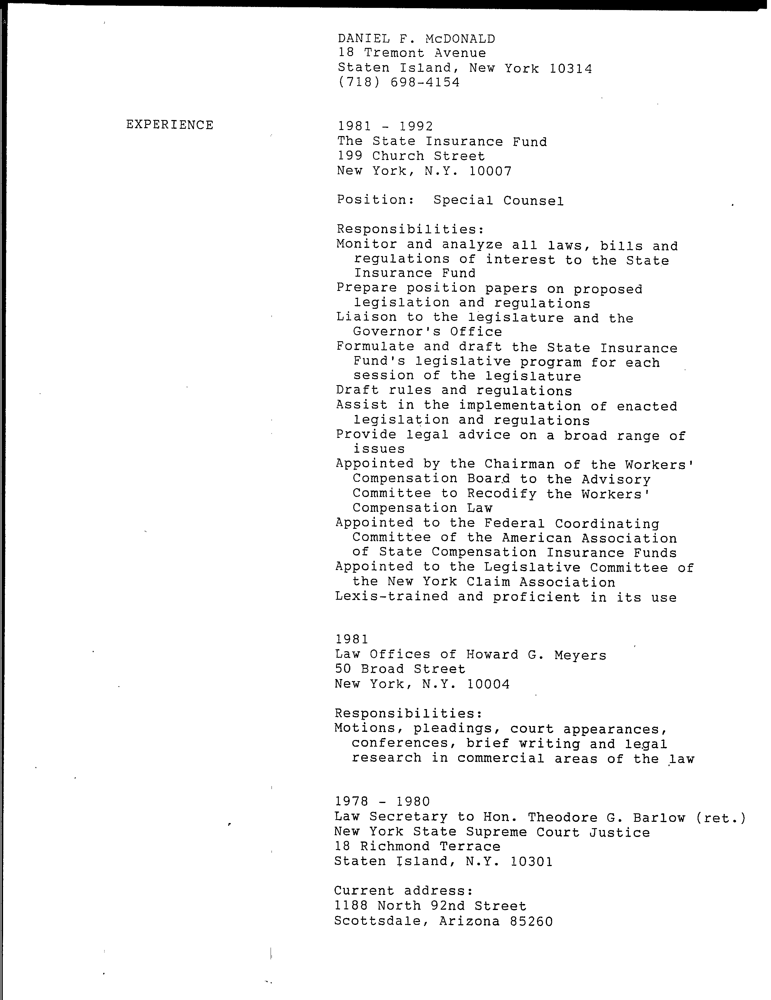 DANIEL F. McDONALD
18 Tremont Avenue
Staten Island, New York 10314
(718) 698-4154
EXPERIENCE
1981 - 1992
The State Insurance Fund
199 Church Street
New York, N.Y. 10007
Position: Special Counsel
Responsibilities:
Monitor and analyze all laws, bills and
regulations of interest to the State
Insurance Fund
Prepare position papers on proposed
legislation and regulations
Liaison to the legislature and the
Governor's Office
Formulate and draft the State Insurance
Fund's legislative program for each
session of the legislature
Draft rules and regulations
Assist in the implementation of enacted
legislation and regulations
Provide legal advice on a broad range of
issues
Appointed by the Chairman of the Workers'
Compensation Board to the Advisory
Committee to Recodify the Workers'
Compensation Law
Appointed to the Federal Coordinating
Committee of the American Association
of State Compensation Insurance Funds
Appointed to the Legislative Committee of
the New York Claim Association
Lexis-trained and proficient in its use
1981
Law Offices of Howard G. Meyers
50 Broad Street
New York, N.Y. 10004
Responsibilities:
Motions, pleadings, court appearances,
conferences, brief writing and legal
research in commercial areas of the law
1978 - 1980
Law Secretary to Hon. Theodore G. Barlow (ret.)
New York State Supreme Court Justice
18 Richmond Terrace
Staten Island, N.Y. 10301
Current address:
1188 North 92nd Street
Scottsdale, Arizona 85260